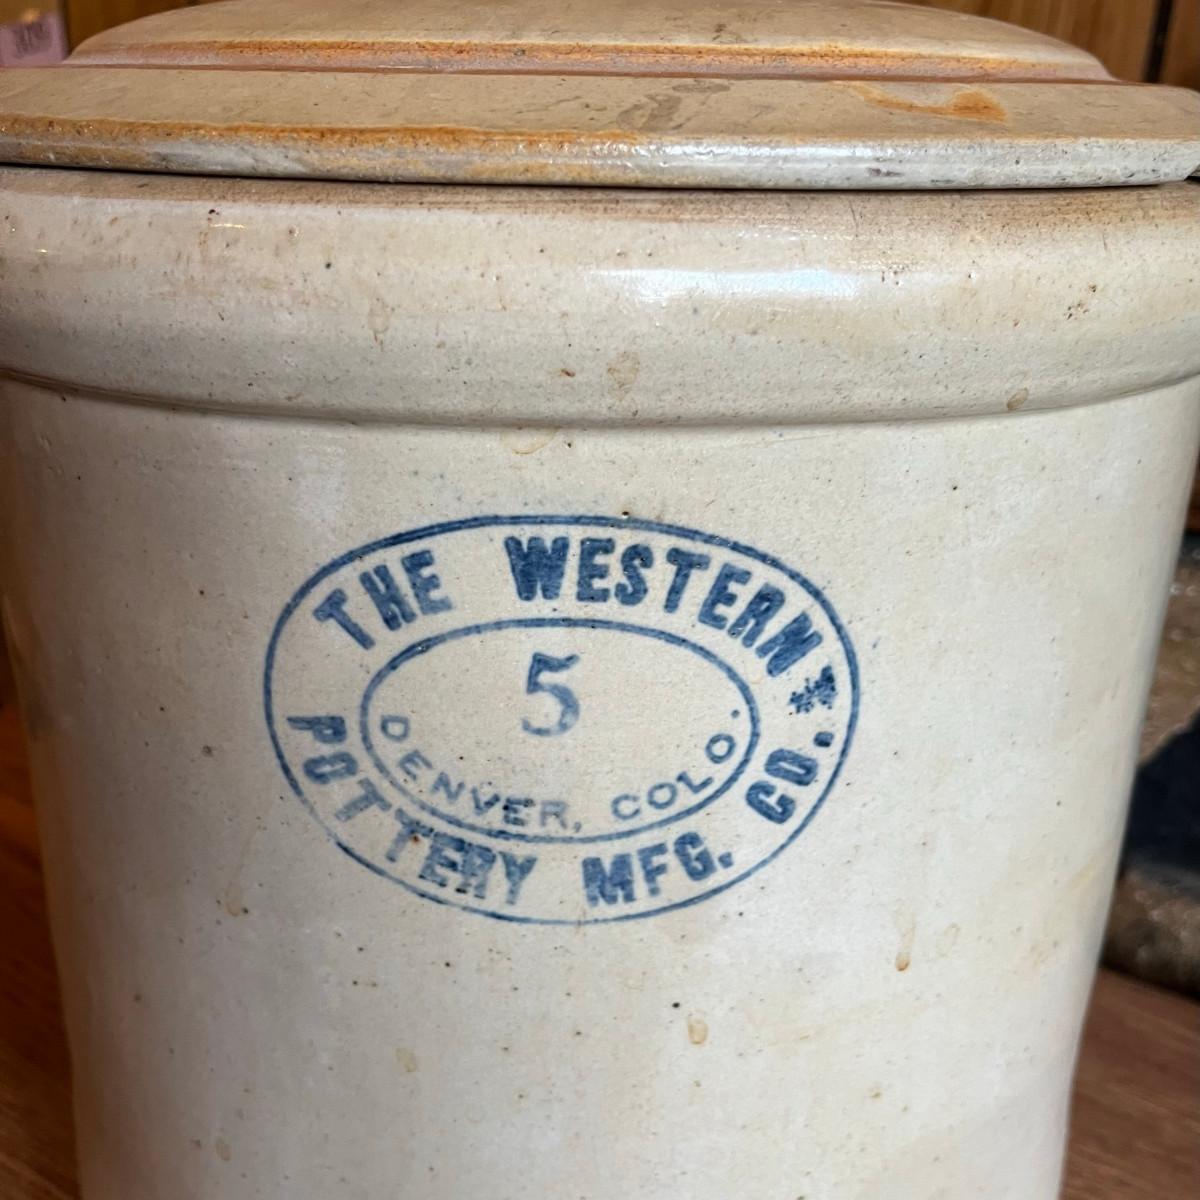 THE WESTERN
POTTERY MFG. CO.
5
DENVER, COLO.